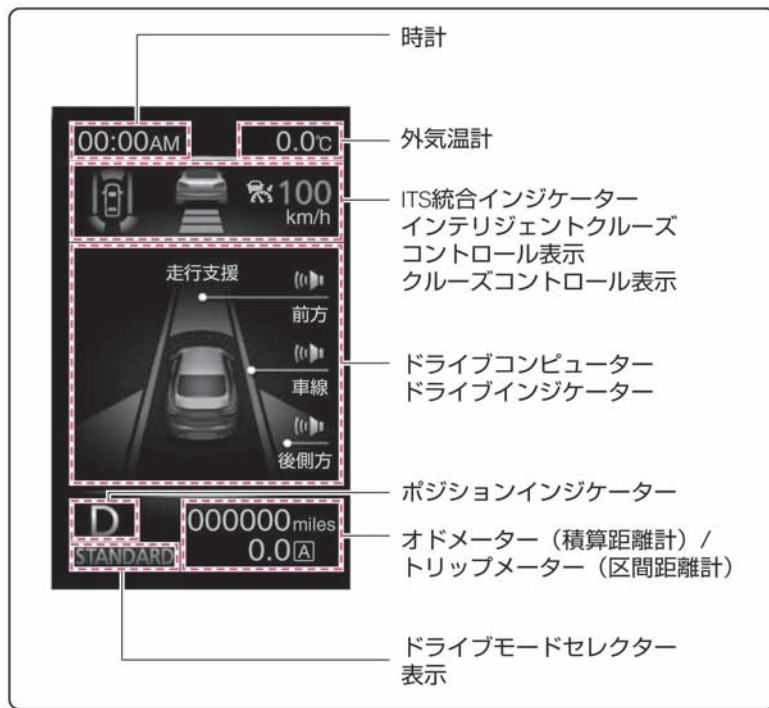 時計
00:00AM
0.0℃
外気温計
100
km/h
ITS統合インジケーター
インテリジェントクルーズ
コントロール表示
クルーズコントロール表示
走行支援
前方
車線
後側方
ドライブコンピューター
ドライブインジケーター
ポジションインジケーター
D
STANDARD
000000 miles
0.0 A
オドメーター（積算距離計）/
トリップメーター（区間距離計）
ドライブモードセレクター
表示